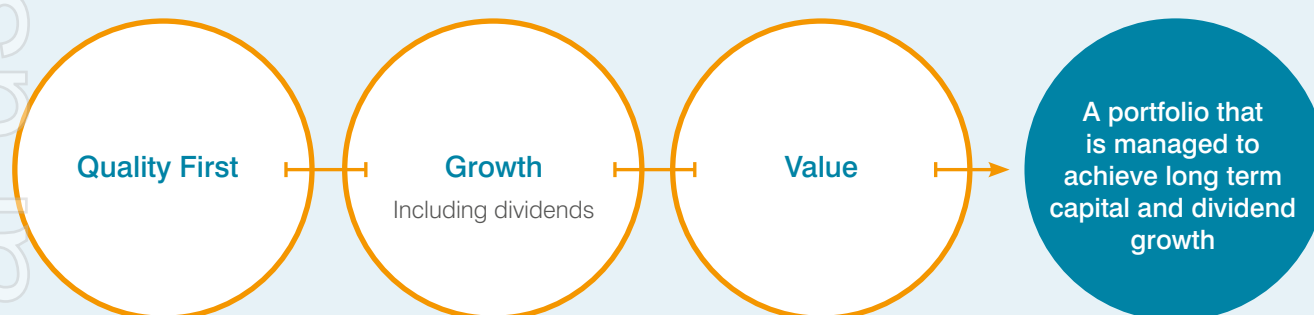 Quality First
Growth
Including dividends
Value
A portfolio that
is managed to
achieve long term
capital and dividend
growth